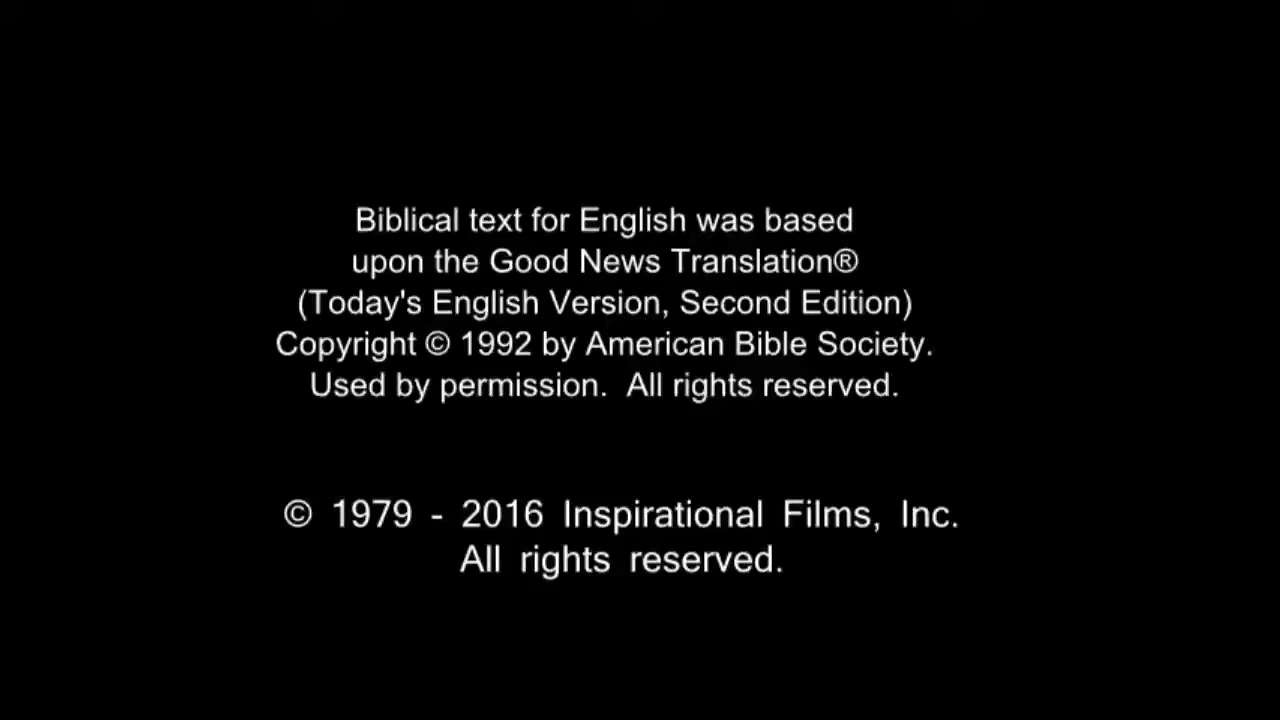 Biblical text for English was based
upon the Good News Translation®
(Today's English Version, Second Edition)
Copyright © 1992 by American Bible Society.
Used by permission.  All rights reserved.
© 1979 - 2016 Inspirational Films, Inc.
All rights reserved.